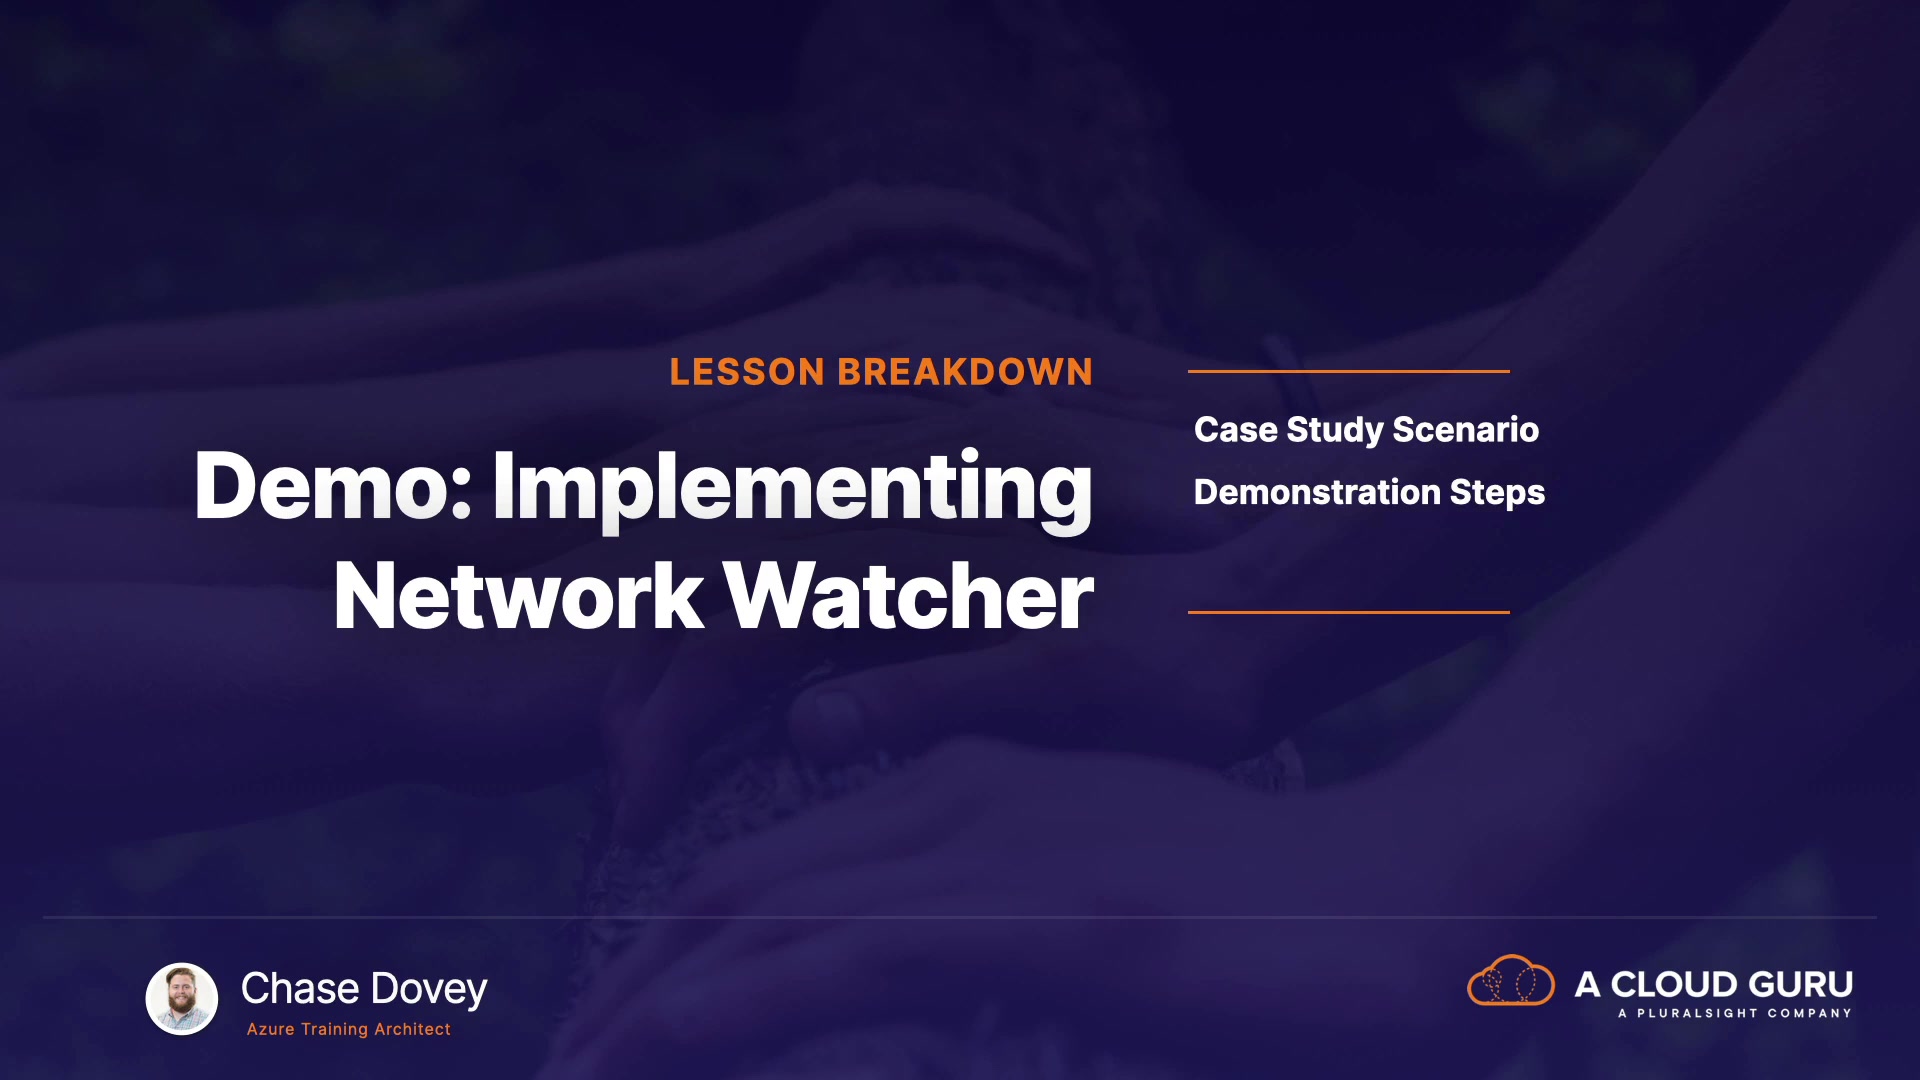 LESSON BREAKDOWN
Demo: Implementing
Network Watcher
Case Study Scenario
Demonstration Steps
Chase Dovey
Azure Training Architect
A CLOUD GURU
A PLURALSIGHT COMPANY